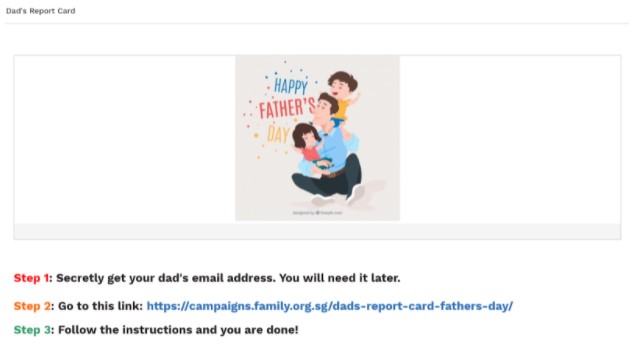 Dad's Report Card
HAPPY
FATHER'S
DAY
designed by freepik.com
Step 1: Secretly get your dad's email address. You will need it later.
Step 2: Go to this link: https://campaigns.family.org.sg/dads-report-card-fathers-day/
Step 3: Follow the instructions and you are done!